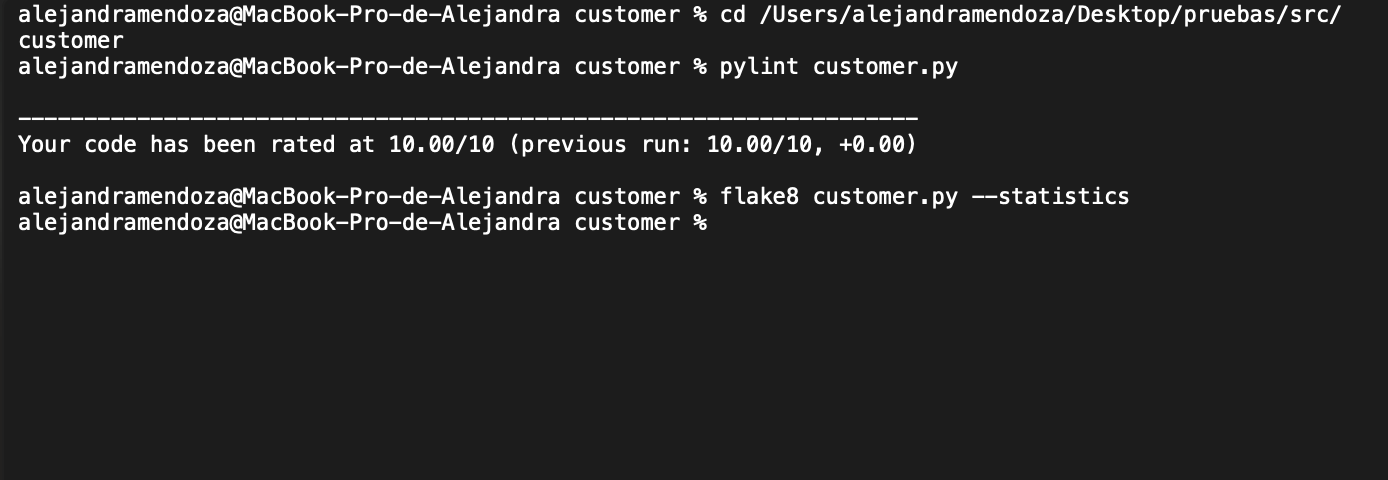 alejandramendoza@MacBook-Pro-de-Alejandra customer % cd /Users/alejandramendoza/Desktop/pruebas/src/
customer
alejandramendoza@MacBook-Pro-de-Alejandra customer % pylint customer.py
--------------------------------------------------------------------
Your code has been rated at 10.00/10 (previous run: 10.00/10, +0.00)
alejandramendoza@MacBook-Pro-de-Alejandra customer % flake8 customer.py --statistics
alejandramendoza@MacBook-Pro-de-Alejandra customer %